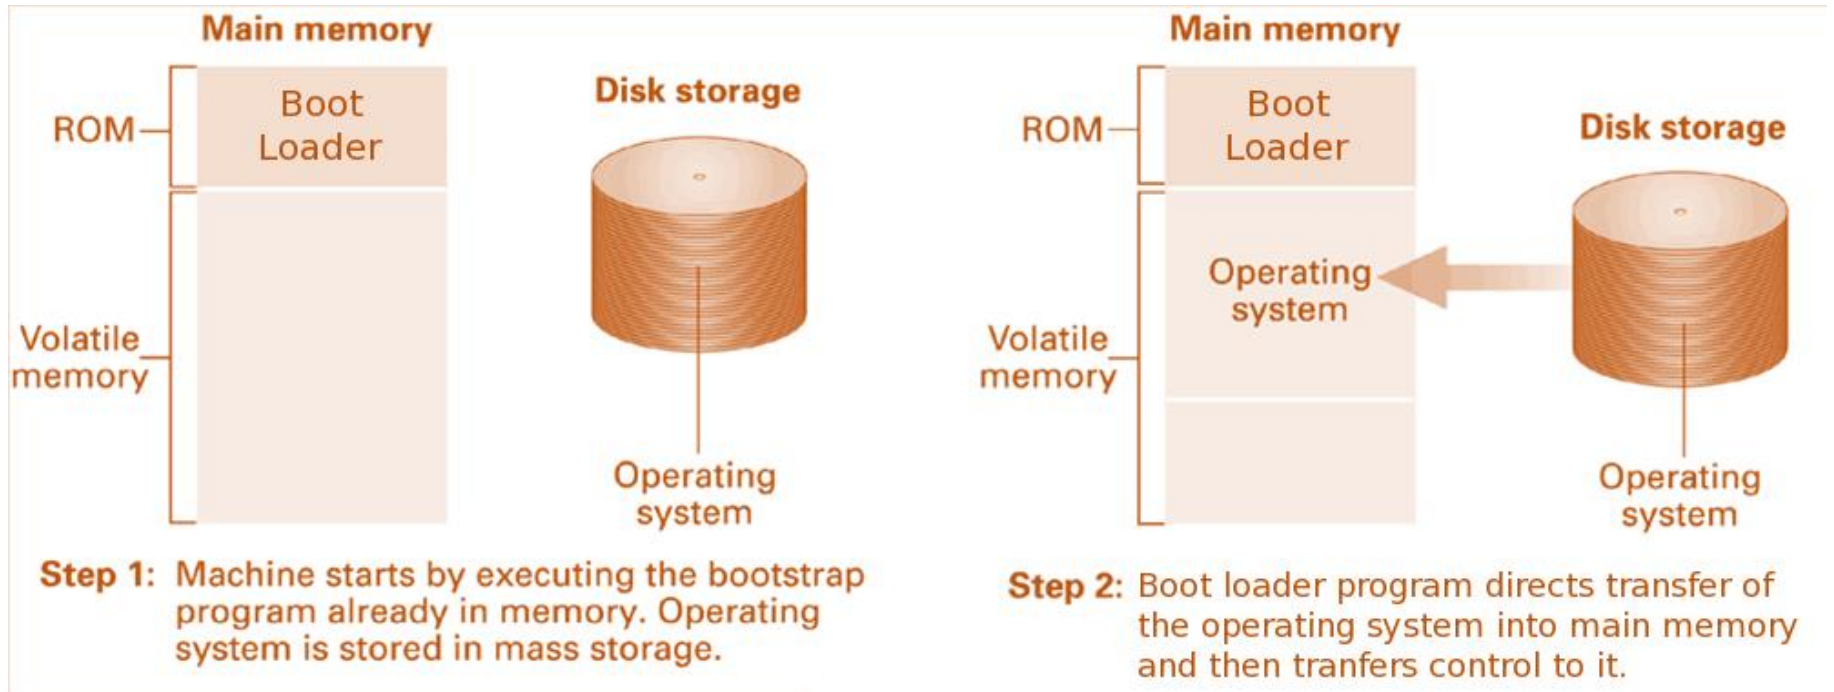 Main memory
ROM
Boot
Loader
Volatile
memory
Disk storage
Operating
system
Step 1: Machine starts by executing the bootstrap
program already in memory. Operating
system is stored in mass storage.
Main memory
ROM
Boot
Loader
Volatile
memory
Operating
system
Disk storage
Operating
system
Step 2: Boot loader program directs transfer of
the operating system into main memory
and then tranfers control to it.